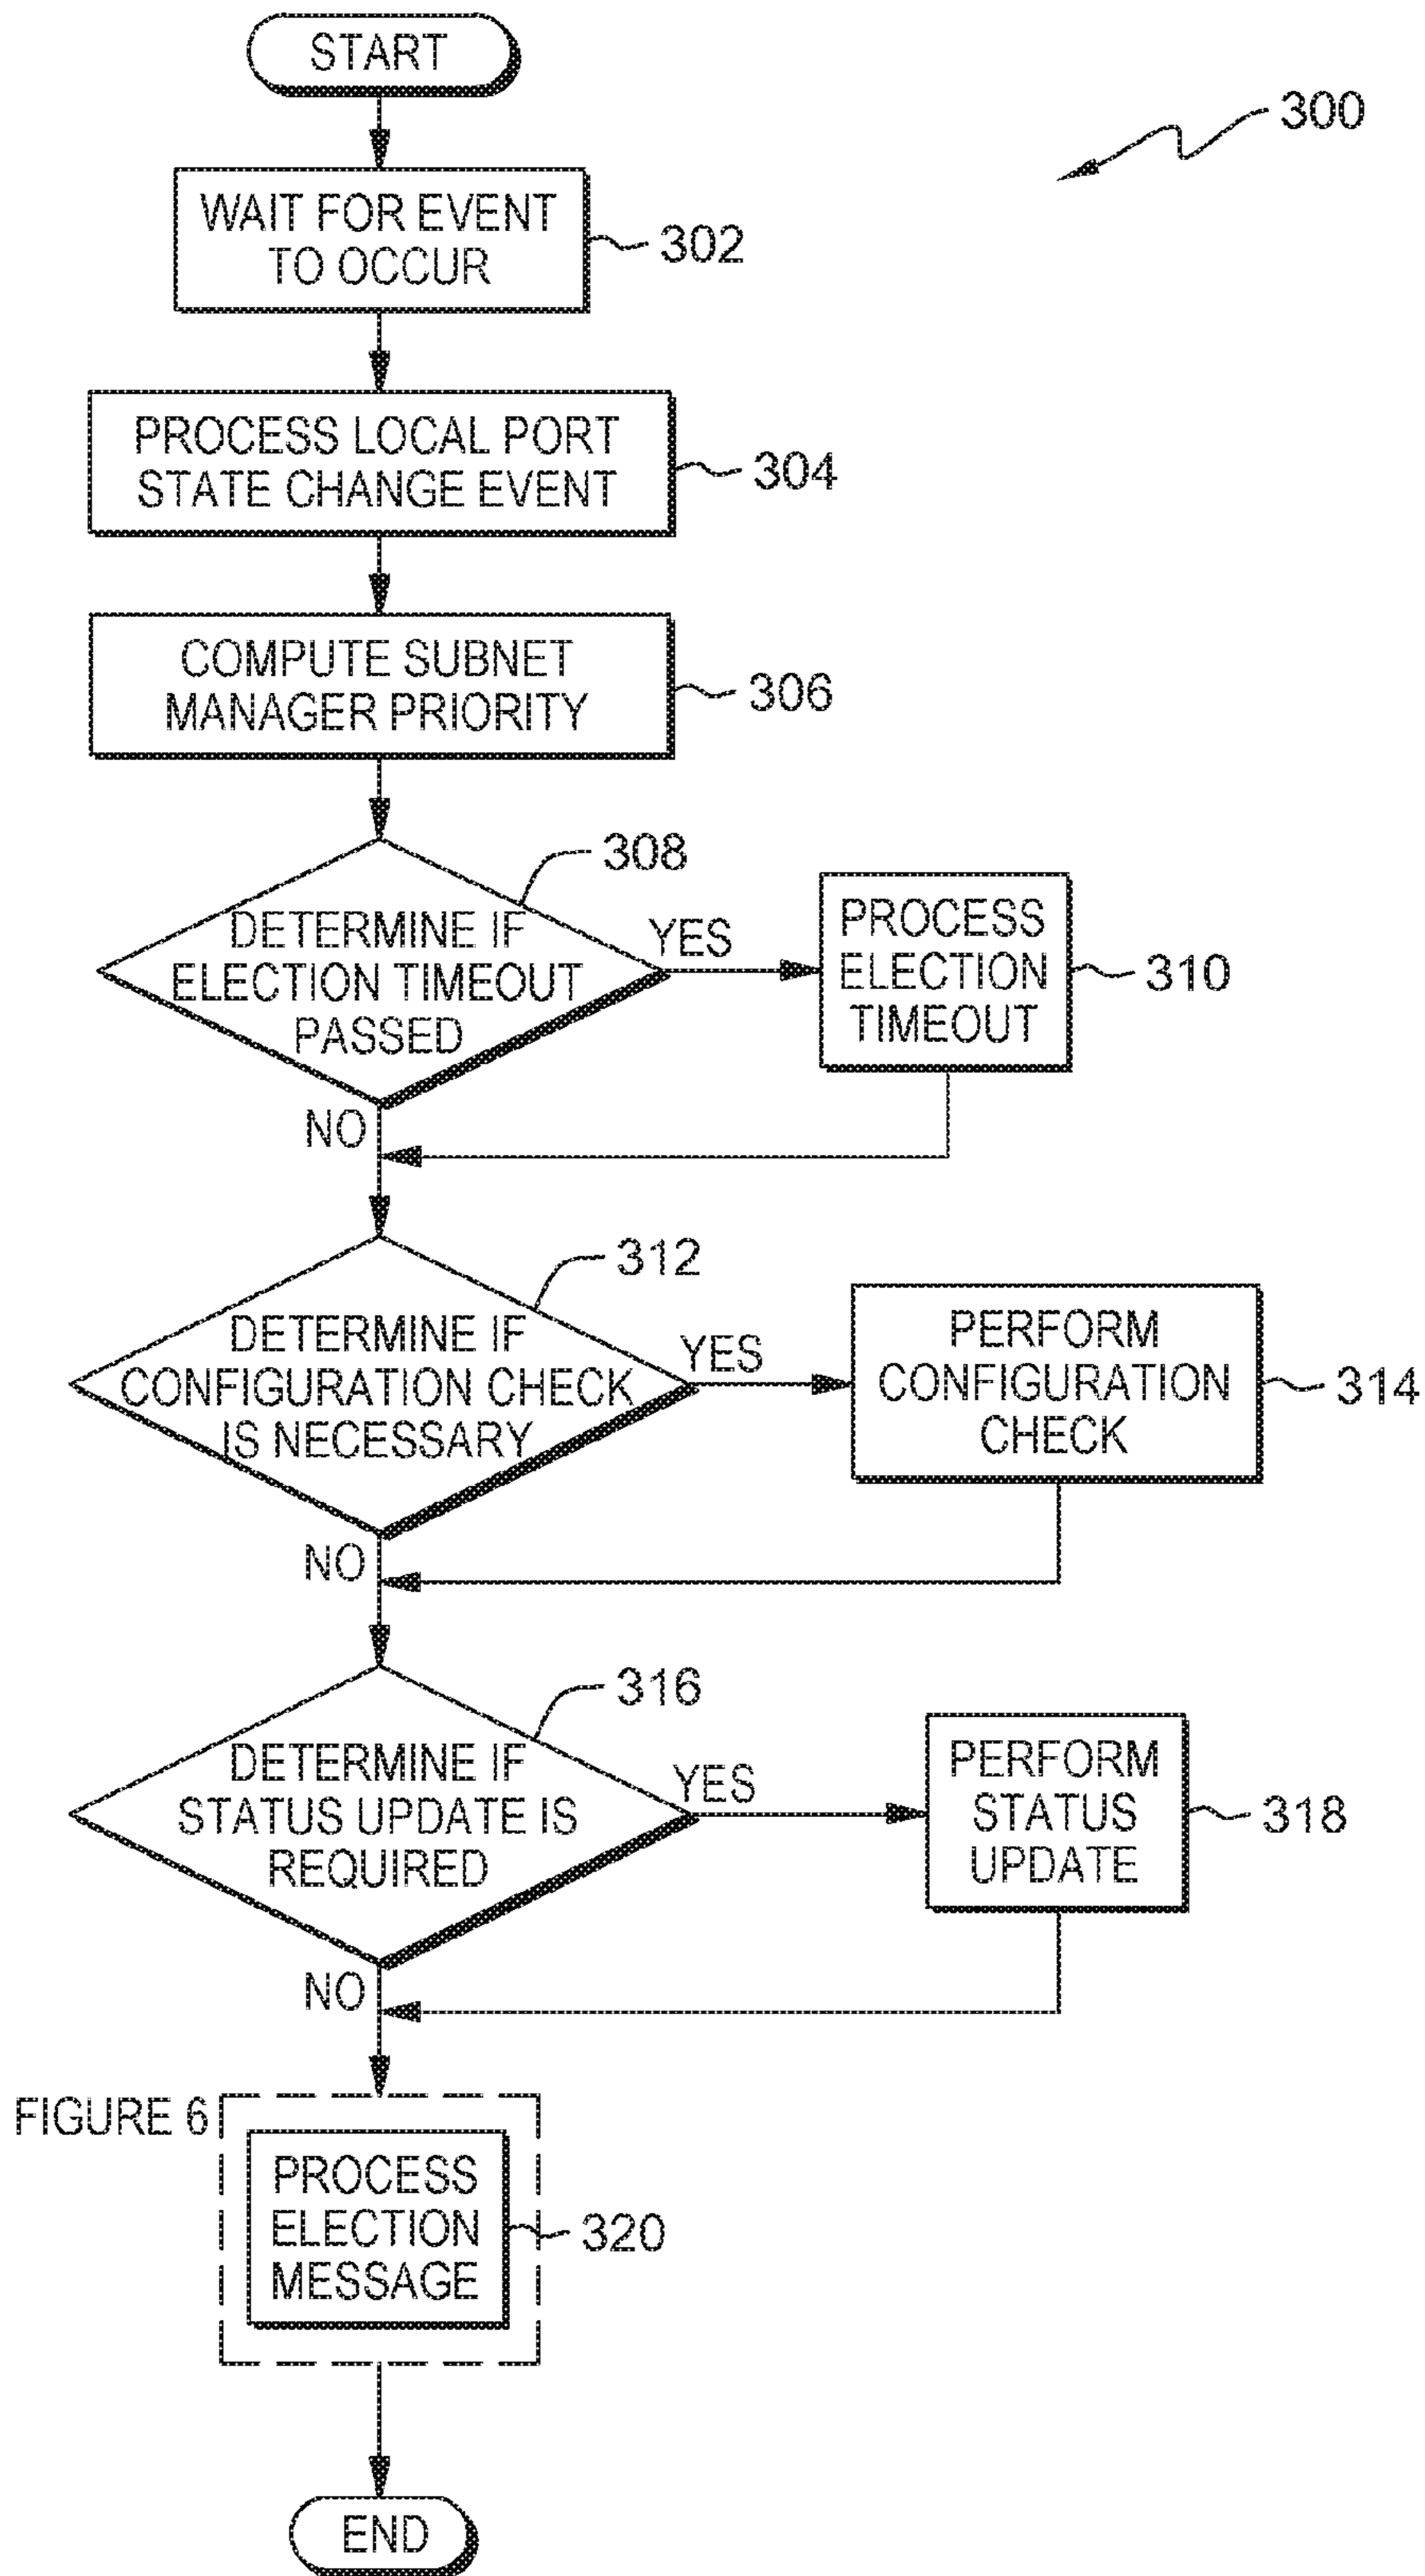 START
300
WAIT FOR EVENT
TO OCCUR
302
PROCESS LOCAL PORT
STATE CHANGE EVENT
304
COMPUTE SUBNET
MANAGER PRIORITY
306
308
DETERMINE IF
ELECTION TIMEOUT
PASSED
YES
PROCESS
ELECTION
TIMEOUT
310
NO
312
DETERMINE IF
CONFIGURATION CHECK
IS NECESSARY
YES
PERFORM
CONFIGURATION
CHECK
314
NO
316
DETERMINE IF
STATUS UPDATE IS
REQUIRED
YES
PERFORM
STATUS
UPDATE
318
NO
FIGURE 6
PROCESS
ELECTION
MESSAGE
320
END